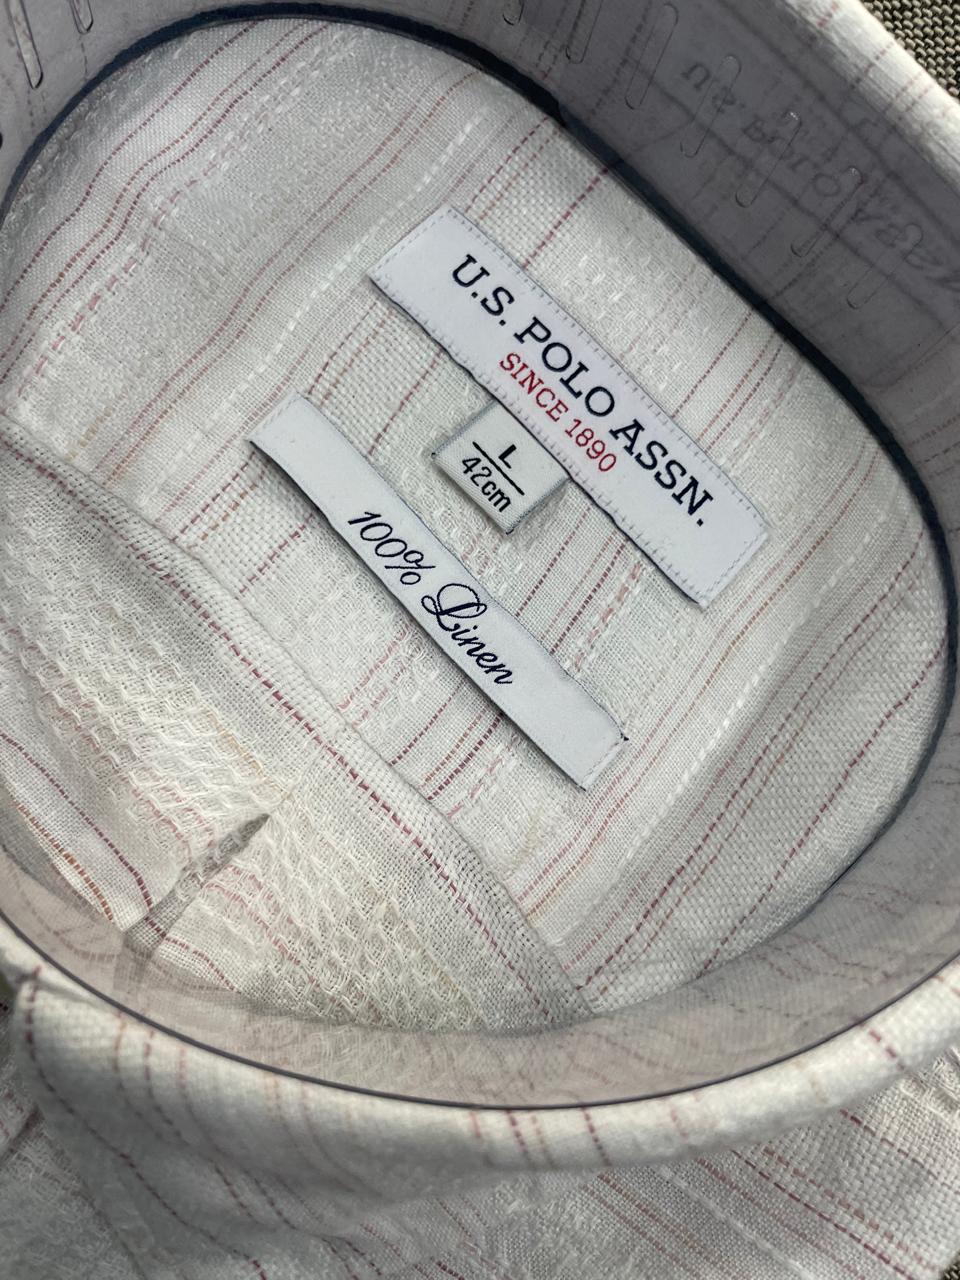 U.S. POLO ASSN.
SINCE 1890
L
42cm
100% Linen